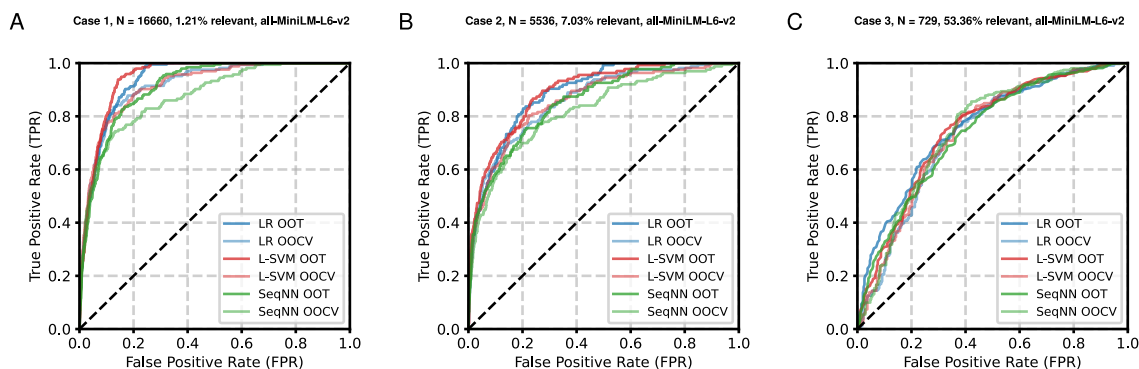 A
Case 1, N = 16660, 1.21% relevant, all-MiniLM-L6-v2
True Positive Rate (TPR)
1.0
0.8
0.6
0.4
0.2
0.0
LR OOT
LR OOCV
L-SVM OOT
L-SVM OOCV
SeqNN OOT
SeqNN OOCV
0.0 0.2 0.4 0.6 0.8 1.0
False Positive Rate (FPR)
B
Case 2, N = 5536, 7.03% relevant, all-MiniLM-L6-v2
True Positive Rate (TPR)
1.0
0.8
0.6
0.4
0.2
0.0
LR OOT
LR OOCV
L-SVM OOT
L-SVM OOCV
SeqNN OOT
SeqNN OOCV
0.0 0.2 0.4 0.6 0.8 1.0
False Positive Rate (FPR)
C
Case 3, N = 729, 53.36% relevant, all-MiniLM-L6-v2
True Positive Rate (TPR)
1.0
0.8
0.6
0.4
0.2
0.0
LR OOT
LR OOCV
L-SVM OOT
L-SVM OOCV
SeqNN OOT
SeqNN OOCV
0.0 0.2 0.4 0.6 0.8 1.0
False Positive Rate (FPR)